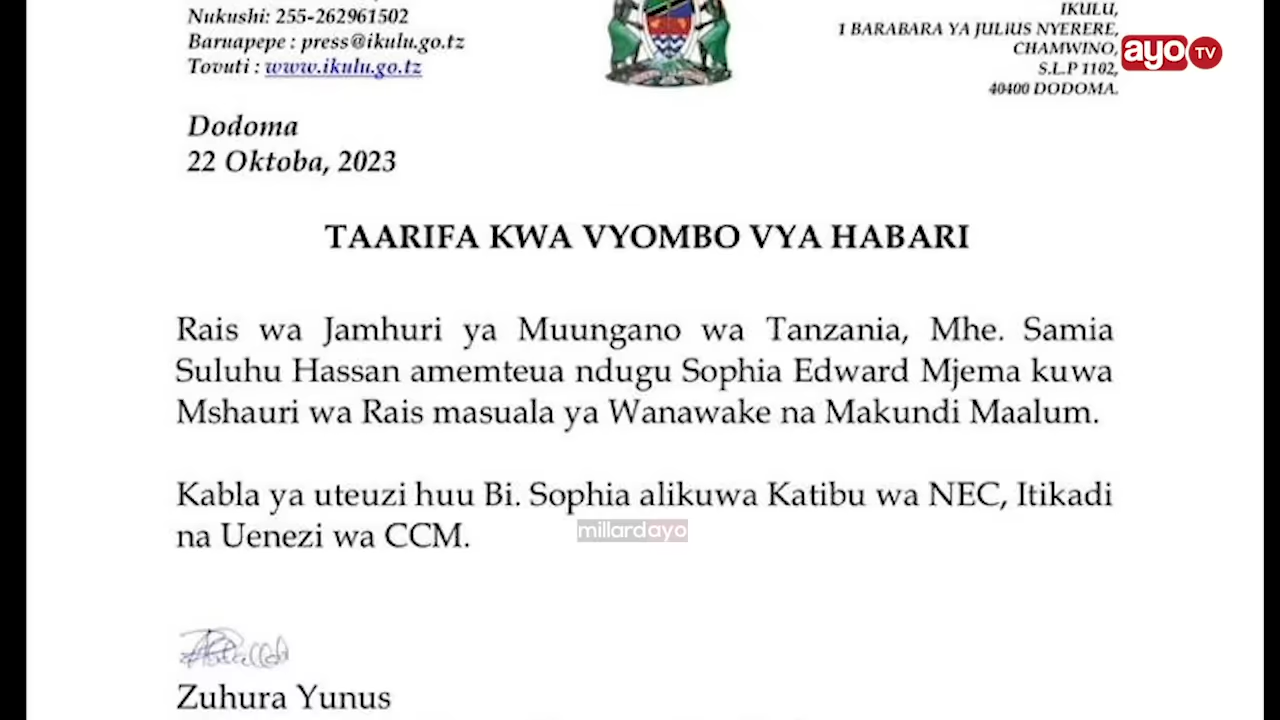 Nukushi: 255-262961502
Baruapepe : press@ikulu.go.tz
Tovuti : www.ikulu.go.tz
IKULU,
1 BARABARA YA JULIUS NYERERE,
CHAMWINO,
S.L.P 1102,
40400 DODOMA.
ayo TV
Dodoma
22 Oktoba, 2023
TAARIFA KWA VYOMBO VYA HABARI
Rais wa Jamhuri ya Muungano wa Tanzania, Mhe. Samia
Suluhu Hassan amemteua ndugu Sophia Edward Mjema kuwa
Mshauri wa Rais masuala ya Wanawake na Makundi Maalum.
Kabla ya uteuzi huu Bi. Sophia alikuwa Katibu wa NEC, Itikadi
na Uenezi wa CCM.
millardayo
Zuhura Yunus